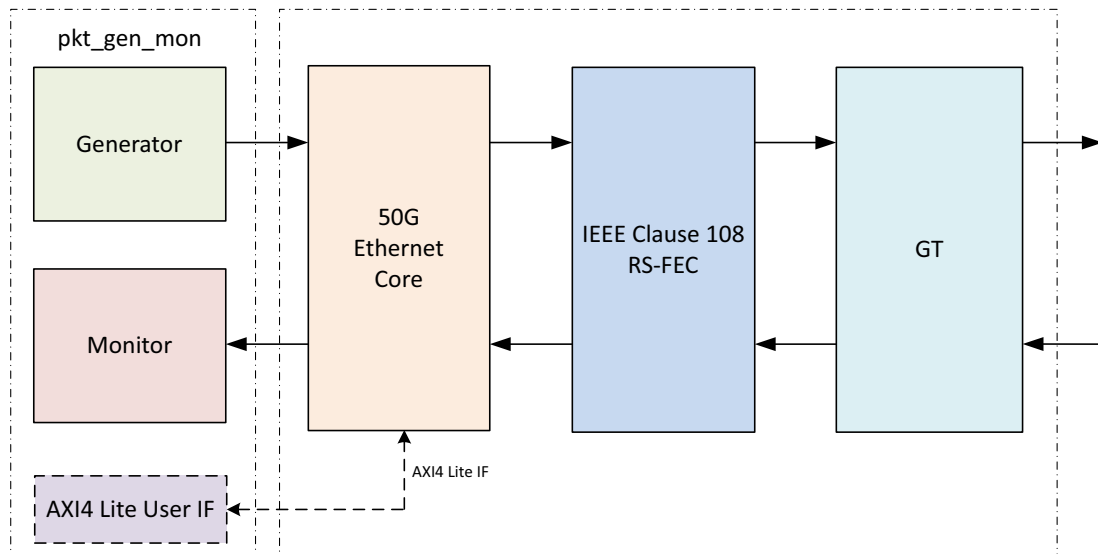 pkt_gen_mon
Generator
50G
Ethernet
Core
IEEE Clause 108
RS-FEC
GT
Monitor
AXI4 Lite IF
AXI4 Lite User IF